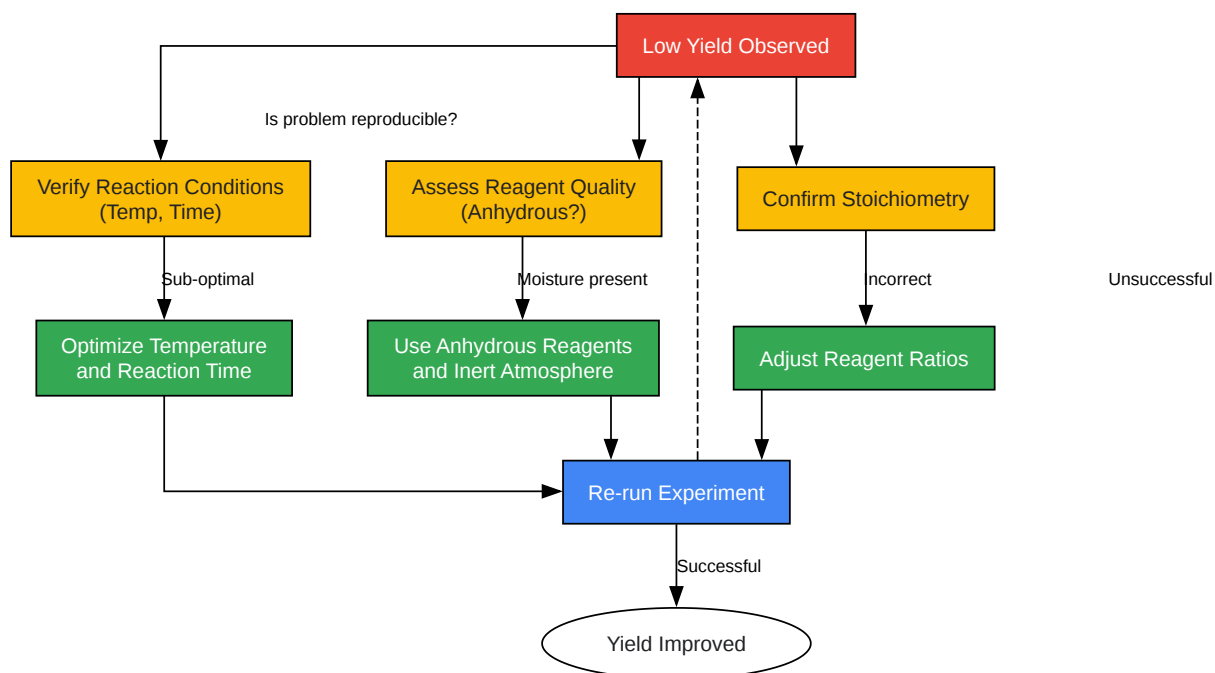 Low Yield Observed
Is problem reproducible?
Verify Reaction Conditions
(Temp, Time)
Assess Reagent Quality
(Anhydrous?)
Confirm Stoichiometry
Sub-optimal
Moisture present
Incorrect
Unsuccessful
Optimize Temperature
and Reaction Time
Use Anhydrous Reagents
and Inert Atmosphere
Adjust Reagent Ratios
Re-run Experiment
Successful
Yield Improved